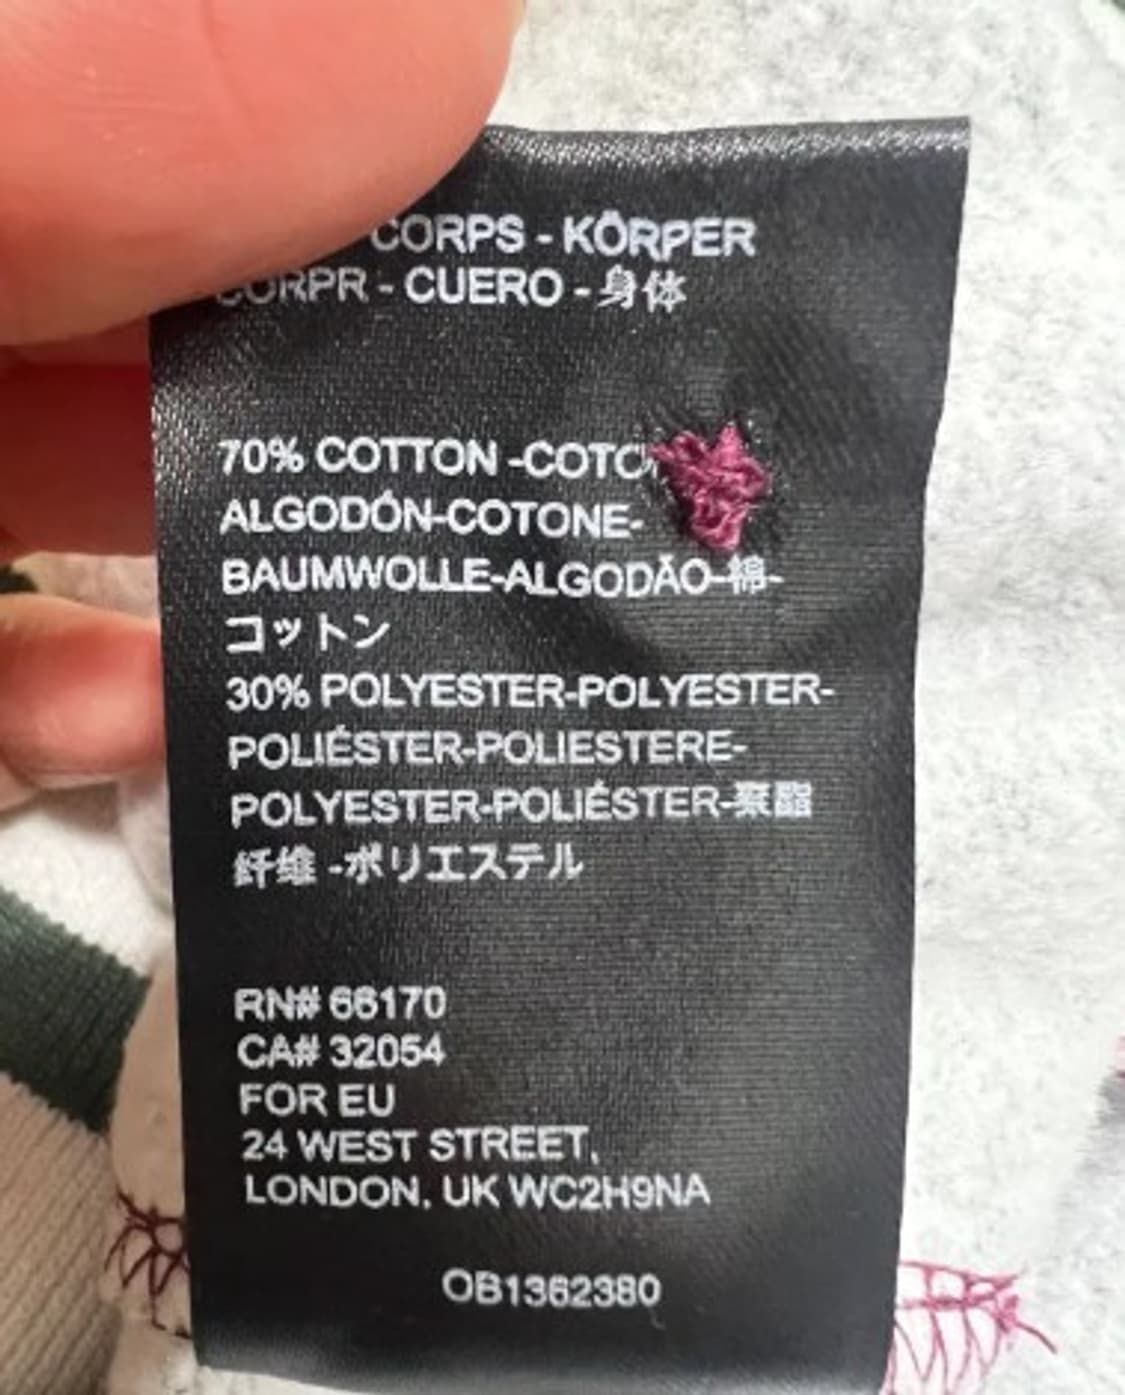 CORPS - KÖRPER
CORPR - CUERO - 身体
70% COTTON -COTO
ALGODÓN-COTONE-
BAUMWOLLE-ALGODÃO-棉-
コットン
30% POLYESTER-POLYESTER-
POLIÉSTER-POLIESTERE-
POLYESTER-POLIÉSTER-聚酯
纤维 -ポリエステル
RN# 66170
CA# 32054
FOR EU
24 WEST STREET,
LONDON, UK WC2H9NA
OB1362380